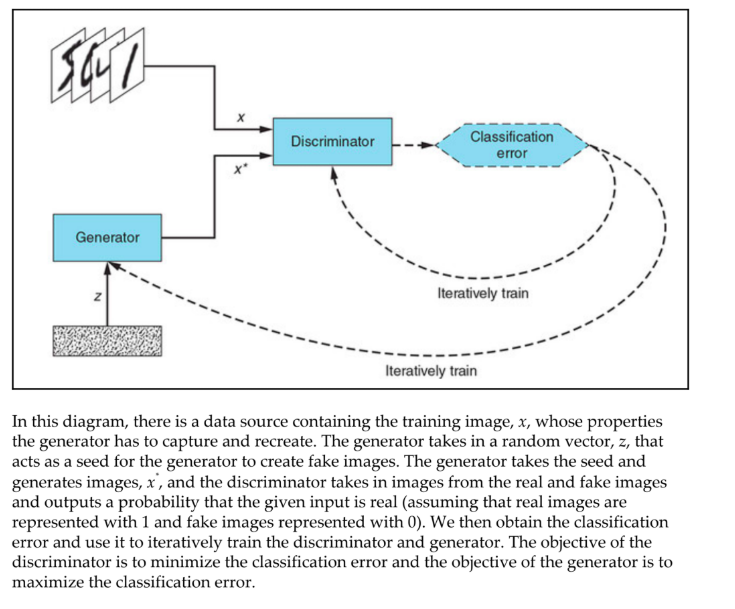 x
Discriminator
Classification
error
x*
Generator
z
Iteratively train
Iteratively train
In this diagram, there is a data source containing the training image, x, whose properties
the generator has to capture and recreate. The generator takes in a random vector, z, that
acts as a seed for the generator to create fake images. The generator takes the seed and
generates images, x*, and the discriminator takes in images from the real and fake images
and outputs a probability that the given input is real (assuming that real images are
represented with 1 and fake images represented with 0). We then obtain the classification
error and use it to iteratively train the discriminator and generator. The objective of the
discriminator is to minimize the classification error and the objective of the generator is to
maximize the classification error.